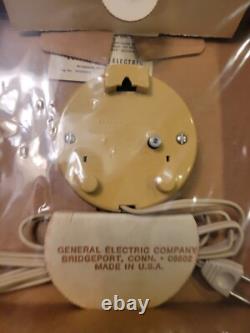 ELECTRIC
GENERAL ELECTRIC COMPANY
BRIDGEPORT, CONN. • 06602
MADE IN U.S.A.